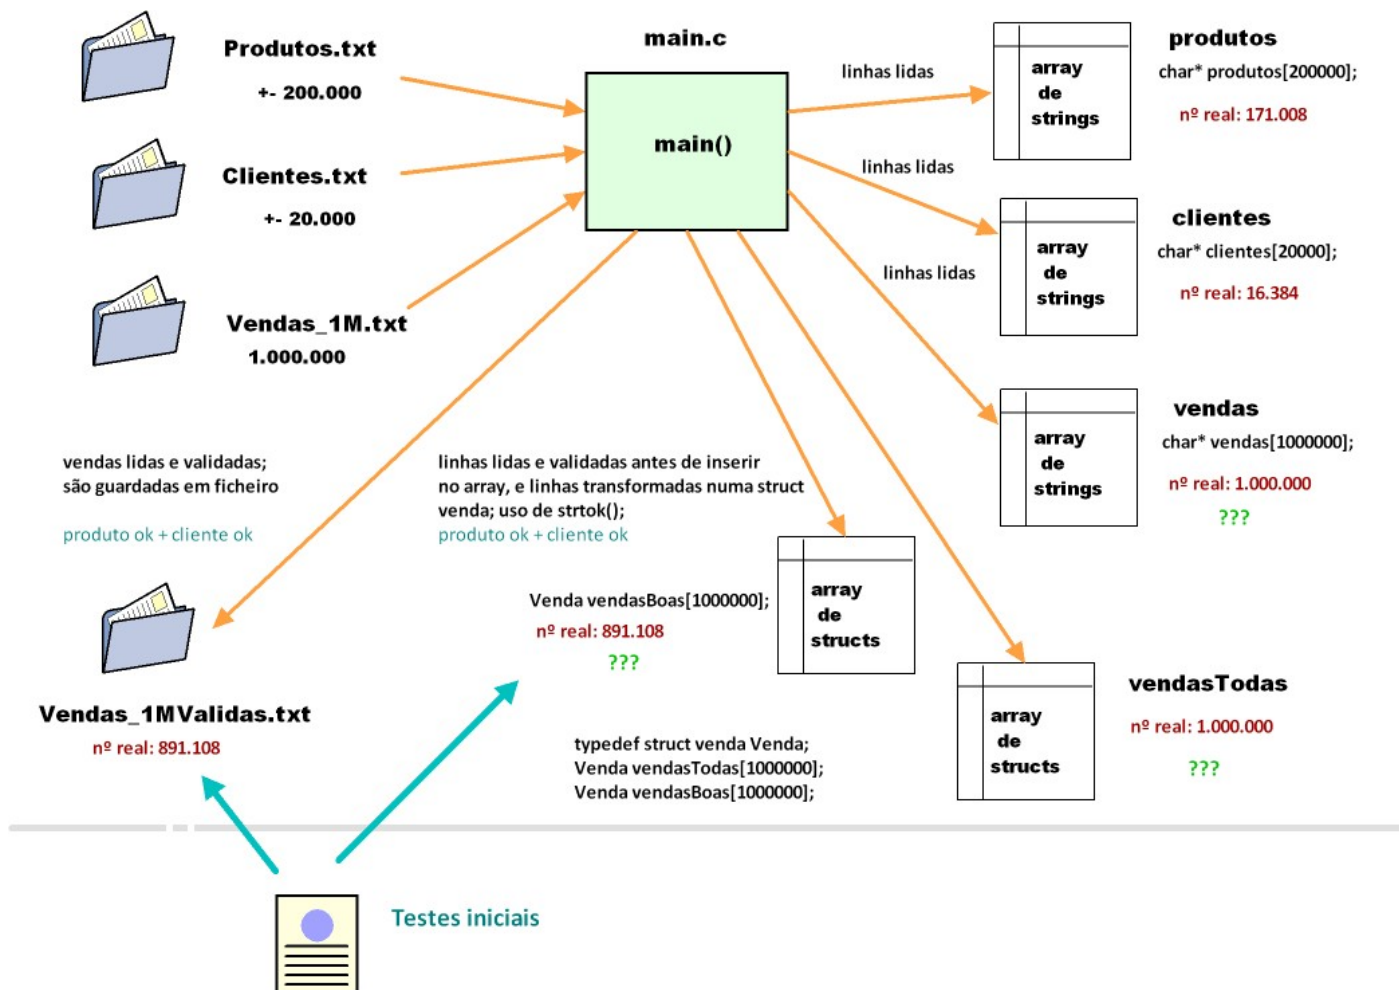 Produtos.txt
+- 200.000
Clientes.txt
+- 20.000
Vendas_1M.txt
1.000.000
main.c
main()
linhas lidas
linhas lidas
linhas lidas
array
de
strings
produtos
char* produtos[200000];
nº real: 171.008
array
de
strings
clientes
char* clientes[20000];
nº real: 16.384
array
de
strings
vendas
char* vendas[1000000];
nº real: 1.000.000
???
vendas lidas e validadas;
são guardadas em ficheiro
produto ok + cliente ok
linhas lidas e validadas antes de inserir
no array, e linhas transformadas numa struct
venda; uso de strtok();
produto ok + cliente ok
Venda vendasBoas[1000000];
nº real: 891.108
???
array
de
structs
Vendas_1MValidas.txt
nº real: 891.108
typedef struct venda Venda;
Venda vendasTodas[1000000];
Venda vendasBoas[1000000];
array
de
structs
vendasTodas
nº real: 1.000.000
???
Testes iniciais